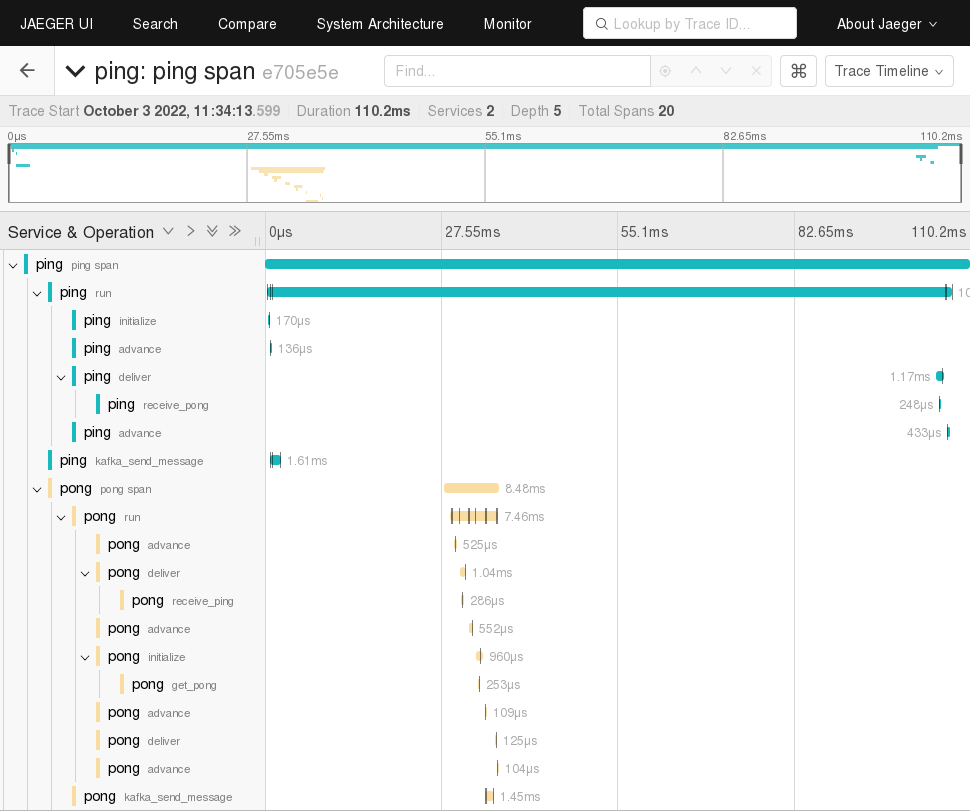 JAEGER UI Search Compare System Architecture Monitor Lookup by Trace ID... About Jaeger
ping: ping span e705e5e Find... ⌘ Trace Timeline
Trace Start October 3 2022, 11:34:13.599 Duration 110.2ms Services 2 Depth 5 Total Spans 20
0μs 27.55ms 55.1ms 82.65ms 110.2ms
Service & Operation 0μs 27.55ms 55.1ms 82.65ms 110.2ms
ping ping span
ping run 10
ping initialize 170μs
ping advance 136μs
ping deliver 1.17ms
ping receive_pong 248μs
ping advance 433μs
ping kafka_send_message 1.61ms
pong pong span 8.48ms
pong run 7.46ms
pong advance 525μs
pong deliver 1.04ms
pong receive_ping 286μs
pong advance 552μs
pong initialize 960μs
pong get_pong 253μs
pong advance 109μs
pong deliver 125μs
pong advance 104μs
pong kafka_send_message 1.45ms